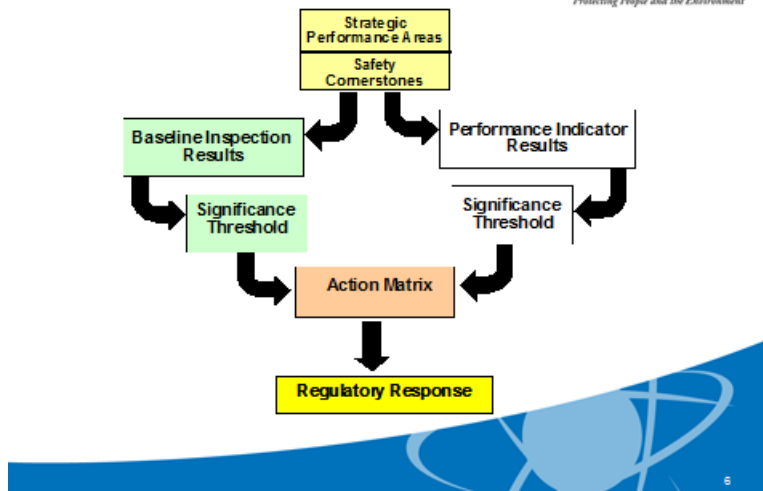 Protecting People and the Environment
Strategic
Performance Areas
Safety
Cornerstones
Baseline Inspection
Results
Performance Indicator
Results
Significance
Threshold
Significance
Threshold
Action Matrix
Regulatory Response
6